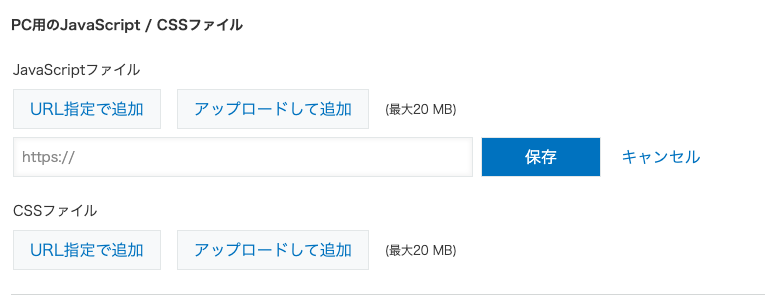 PC用のJavaScript / CSSファイル
JavaScriptファイル
URL指定で追加 アップロードして追加 (最大20 MB)
https:// 保存 キャンセル
CSSファイル
URL指定で追加 アップロードして追加 (最大20 MB)